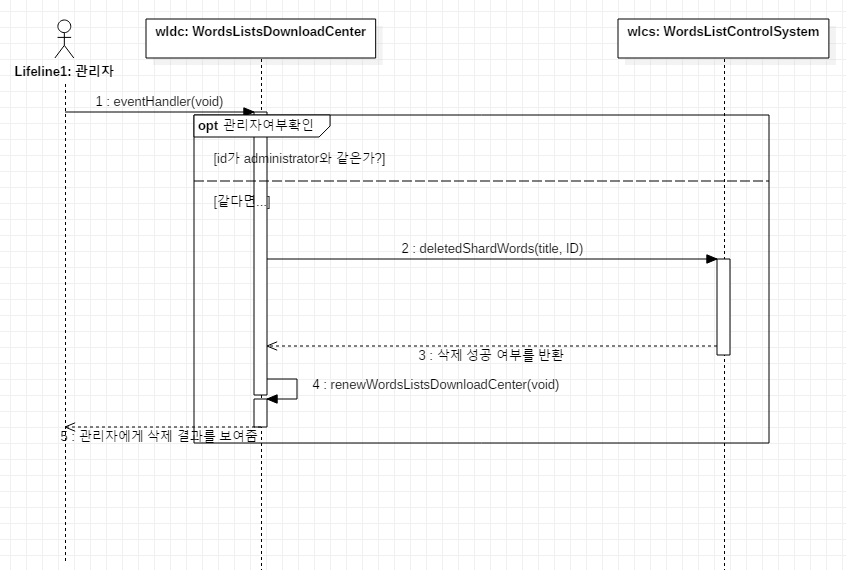 wldc: WordsListsDownloadCenter
wlcs: WordsListControlSystem
Lifeline1: 관리자
1 : eventHandler(void)
opt 관리자여부확인
[id가 administrator와 같은가?]
[같다면...]
2 : deletedShardWords(title, ID)
3 : 삭제 성공 여부를 반환
4 : renewWordsListsDownloadCenter(void)
5 : 관리자에게 삭제 결과를 보여줌